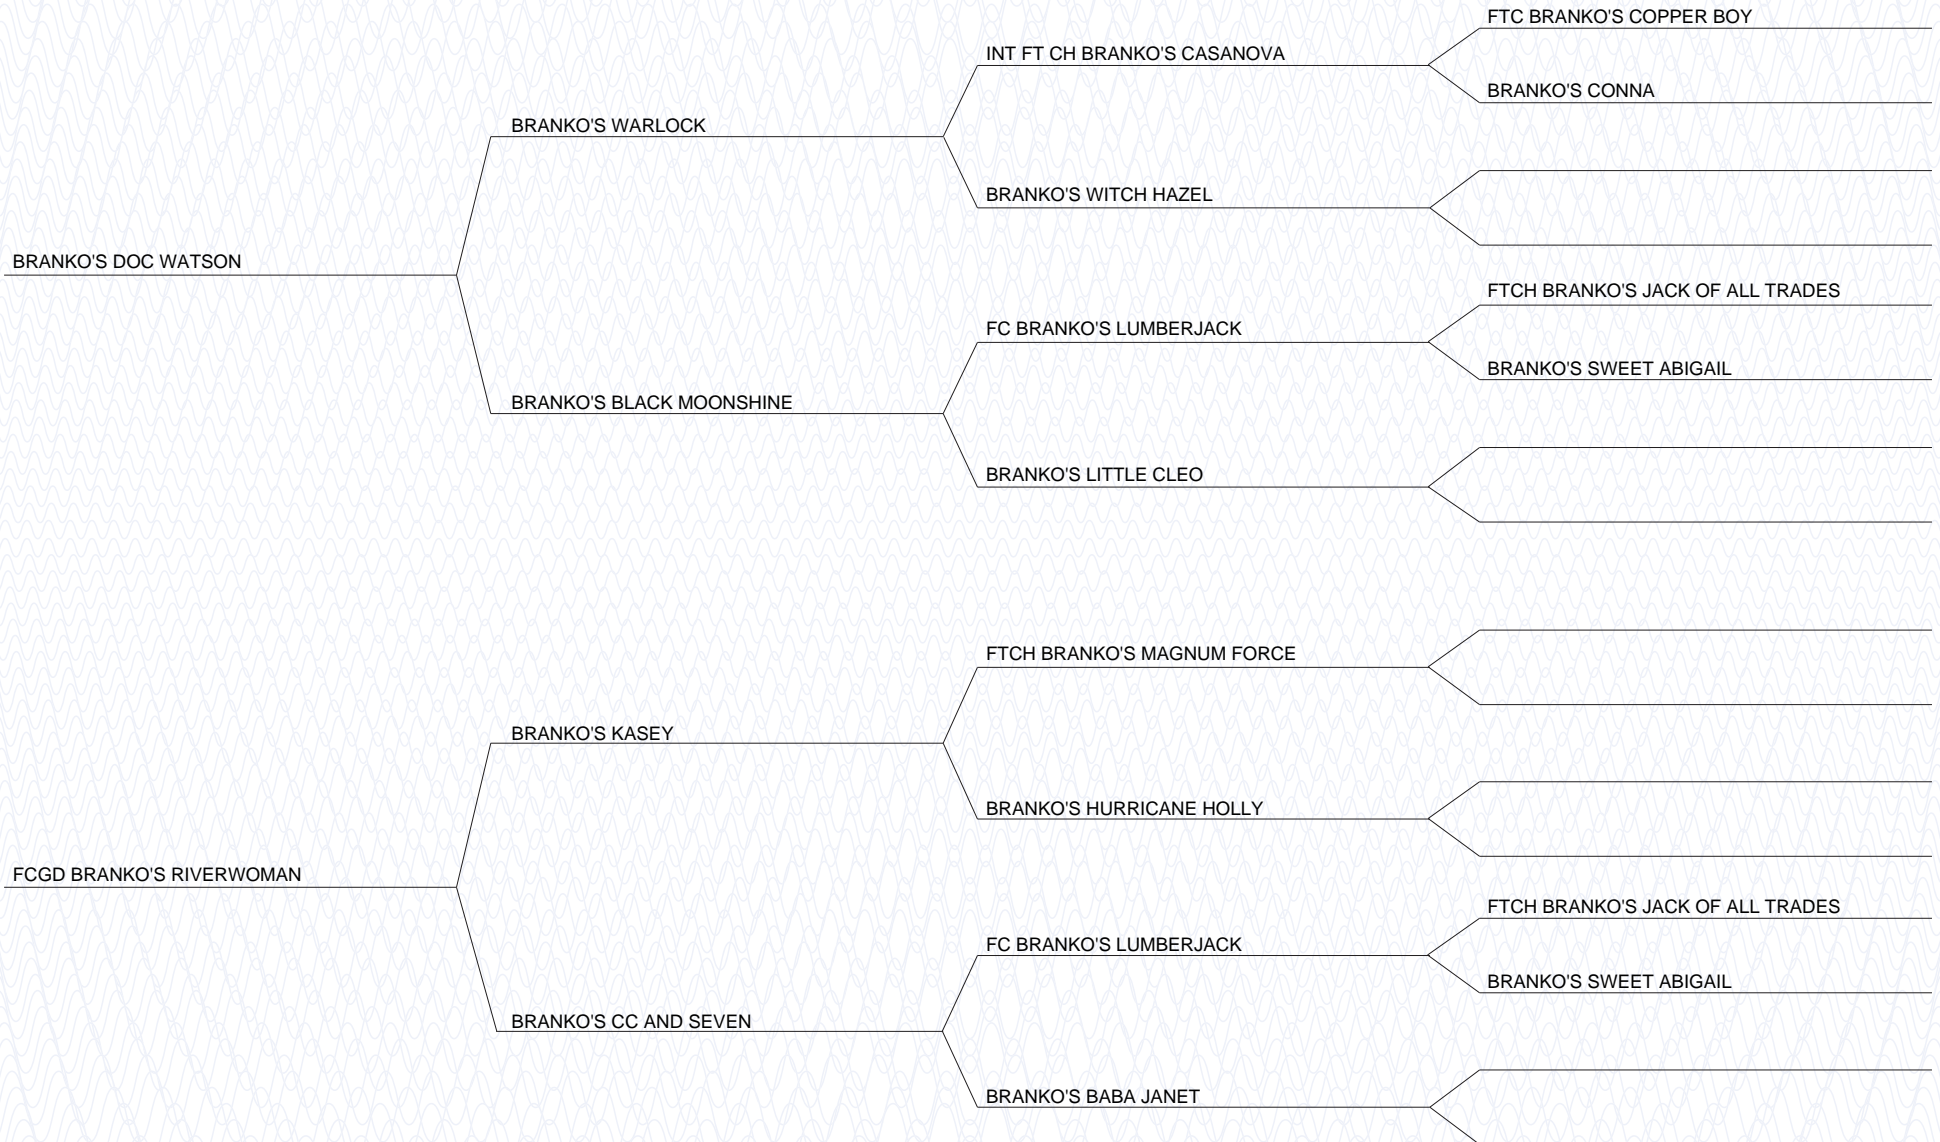 FTC BRANKO'S COPPER BOY
INT FT CH BRANKO'S CASANOVA
BRANKO'S CONNA
BRANKO'S WARLOCK
BRANKO'S WITCH HAZEL
BRANKO'S DOC WATSON
FTCH BRANKO'S JACK OF ALL TRADES
FC BRANKO'S LUMBERJACK
BRANKO'S SWEET ABIGAIL
BRANKO'S BLACK MOONSHINE
BRANKO'S LITTLE CLEO
FTCH BRANKO'S MAGNUM FORCE
BRANKO'S KASEY
BRANKO'S HURRICANE HOLLY
FCGD BRANKO'S RIVERWOMAN
FTCH BRANKO'S JACK OF ALL TRADES
FC BRANKO'S LUMBERJACK
BRANKO'S SWEET ABIGAIL
BRANKO'S CC AND SEVEN
BRANKO'S BABA JANET